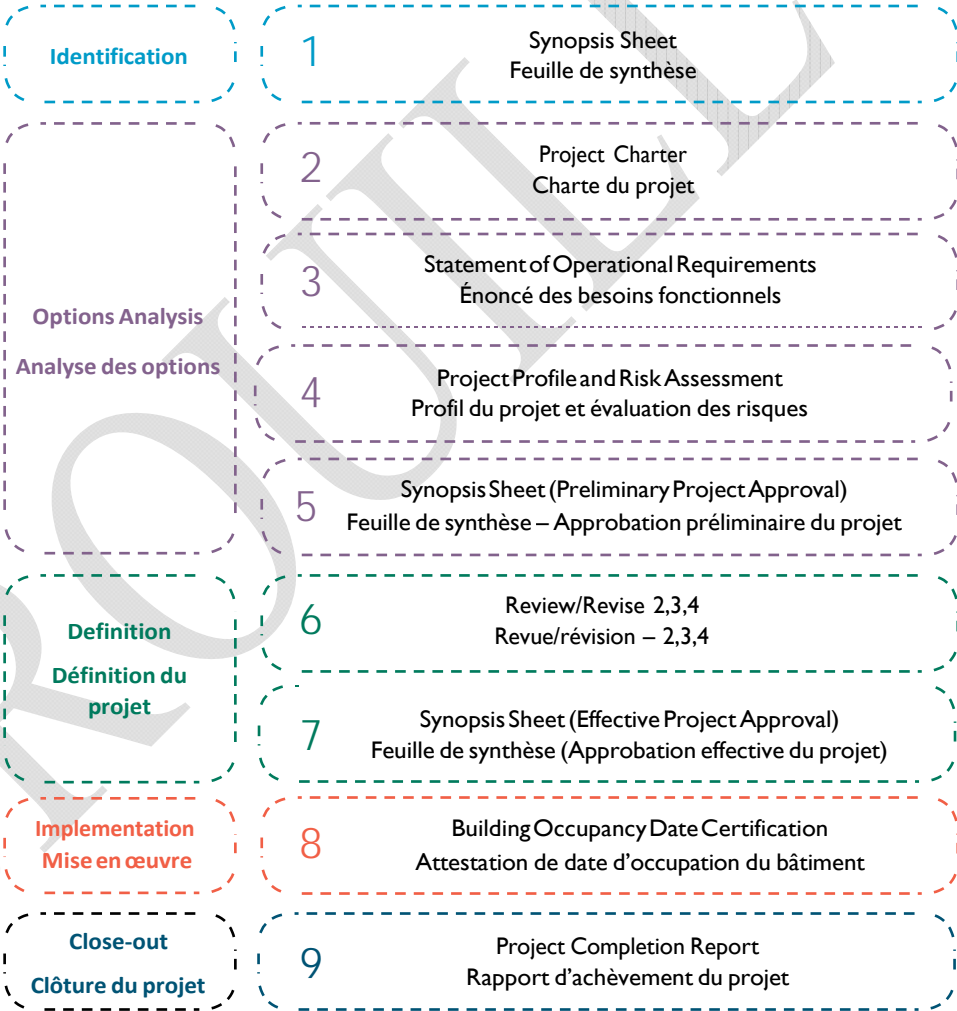 Identification
1
Synopsis Sheet
Feuille de synthèse
Options Analysis
Analyse des options
2
Project Charter
Charte du projet
3
Statement of Operational Requirements
Énoncé des besoins fonctionnels
4
Project Profile and Risk Assessment
Profil du projet et évaluation des risques
5
Synopsis Sheet (Preliminary Project Approval)
Feuille de synthèse – Approbation préliminaire du projet
Definition
Définition du
projet
6
Review/Revise 2,3,4
Revue/révision – 2,3,4
7
Synopsis Sheet (Effective Project Approval)
Feuille de synthèse (Approbation effective du projet)
Implementation
Mise en œuvre
8
Building Occupancy Date Certification
Attestation de date d’occupation du bâtiment
Close-out
Clôture du projet
9
Project Completion Report
Rapport d’achèvement du projet